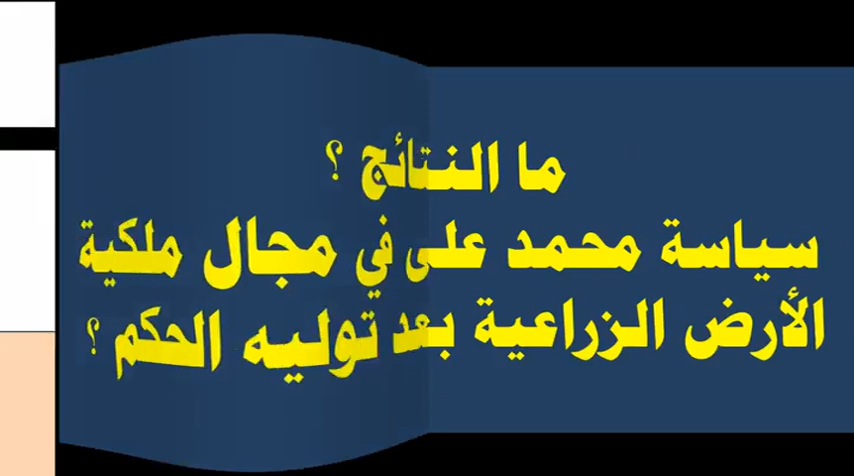 ما النتائج ؟
سياسة محمد على في مجال ملكية
الأرض الزراعية بعد توليه الحكم ؟